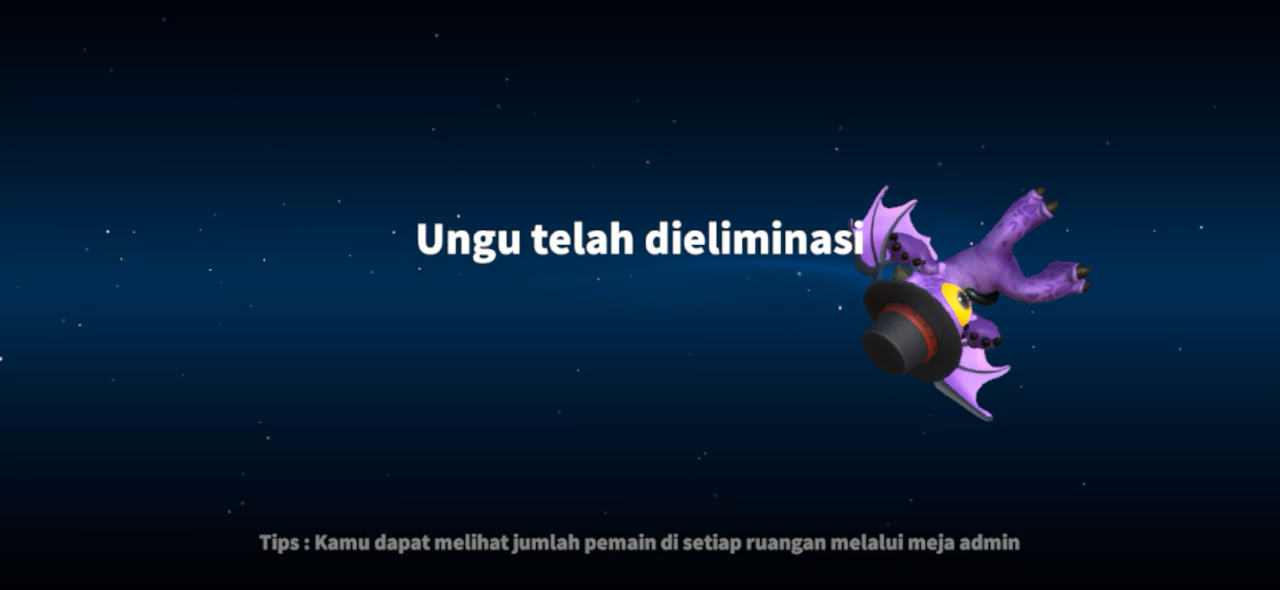 Ungu telah dieliminasi
Tips : Kamu dapat melihat jumlah pemain di setiap ruangan melalui meja admin